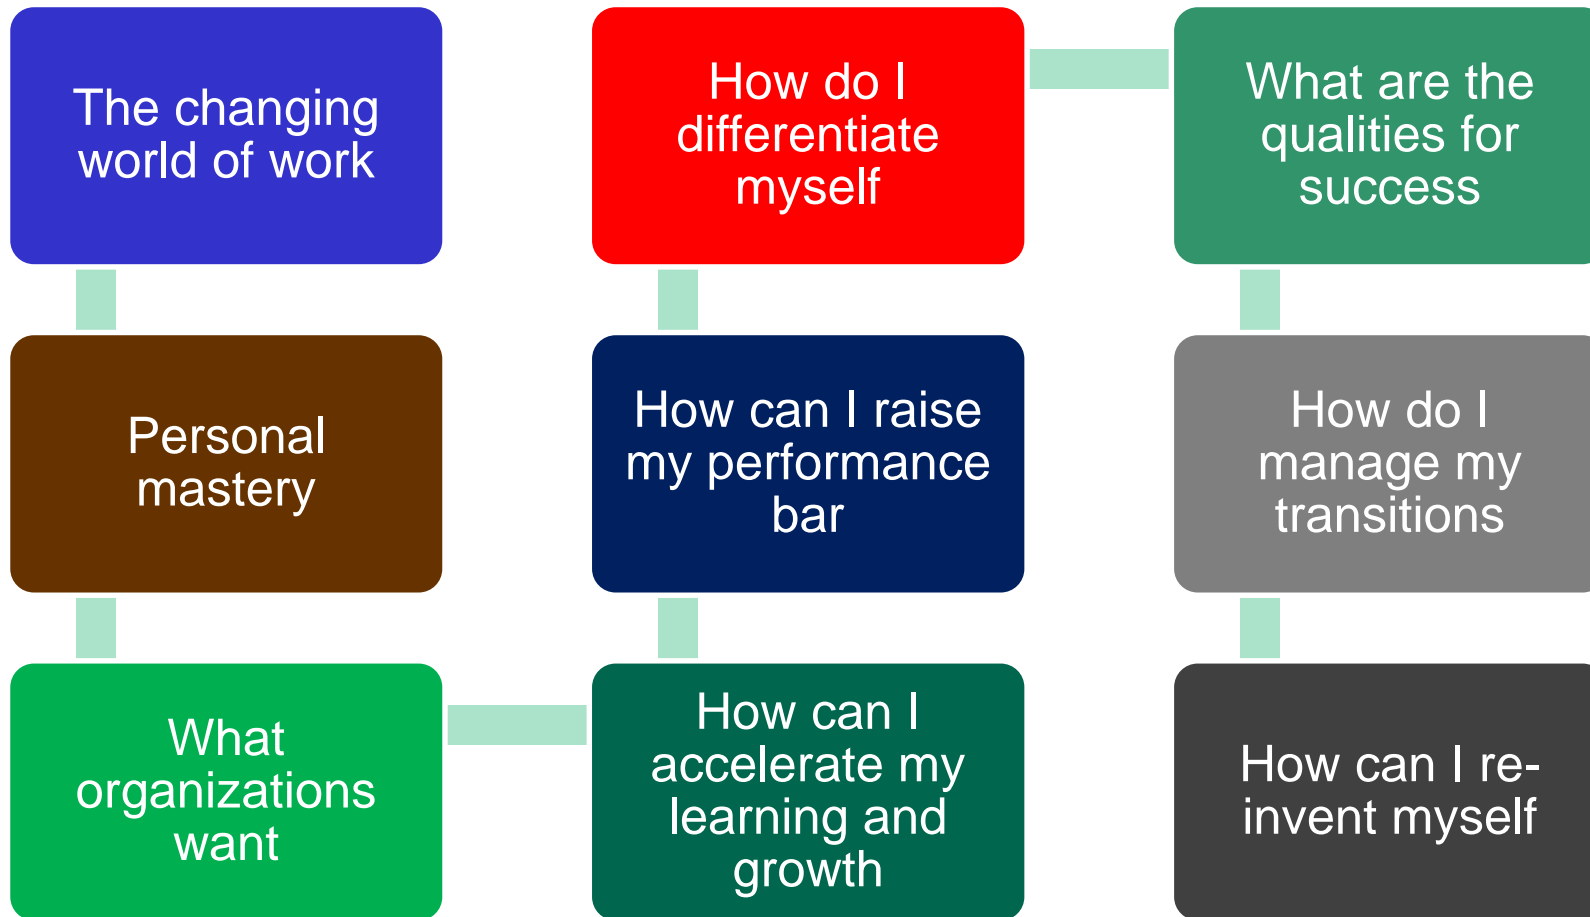 The changing
world of work
Personal
mastery
What
organizations
want
How can I
accelerate my
learning and
growth
How can I raise
my performance
bar
How do I
differentiate
myself
What are the
qualities for
success
How do I
manage my
transitions
How can I re-
invent myself